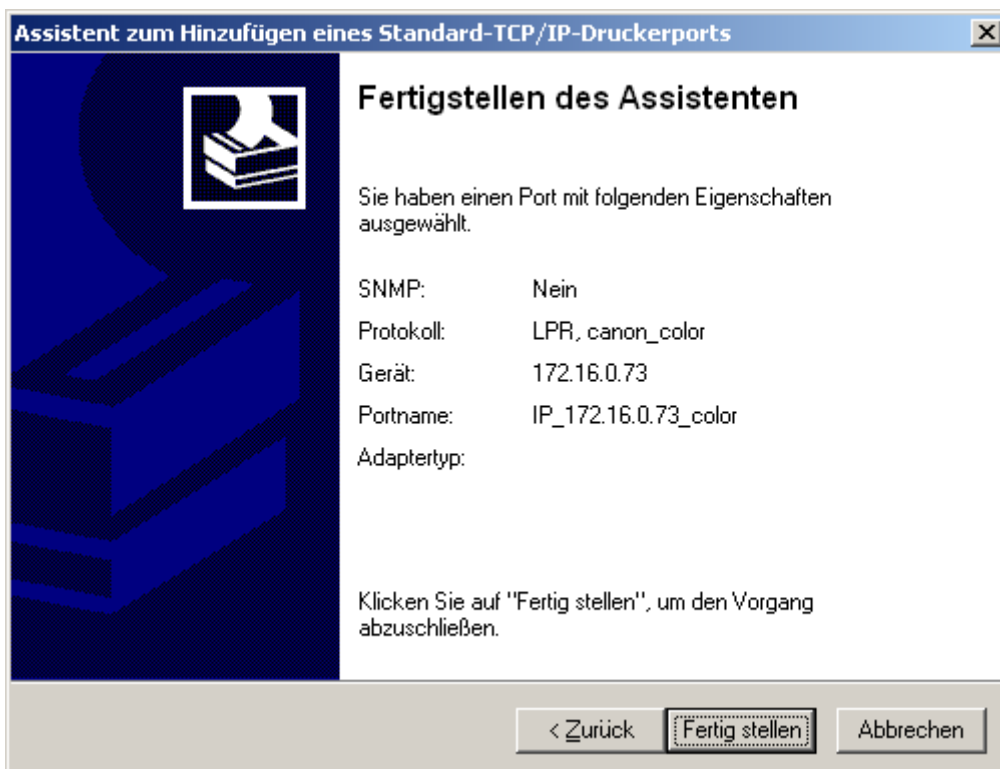 Assistent zum Hinzufügen eines Standard-TCP/IP-Druckerports
Fertigstellen des Assistenten
Sie haben einen Port mit folgenden Eigenschaften
ausgewählt.
SNMP: Nein
Protokoll: LPR, canon_color
Gerät: 172.16.0.73
Portname: IP_172.16.0.73_color
Adaptertyp:
Klicken Sie auf "Fertig stellen", um den Vorgang
abzuschließen.
< Zurück Fertig stellen Abbrechen